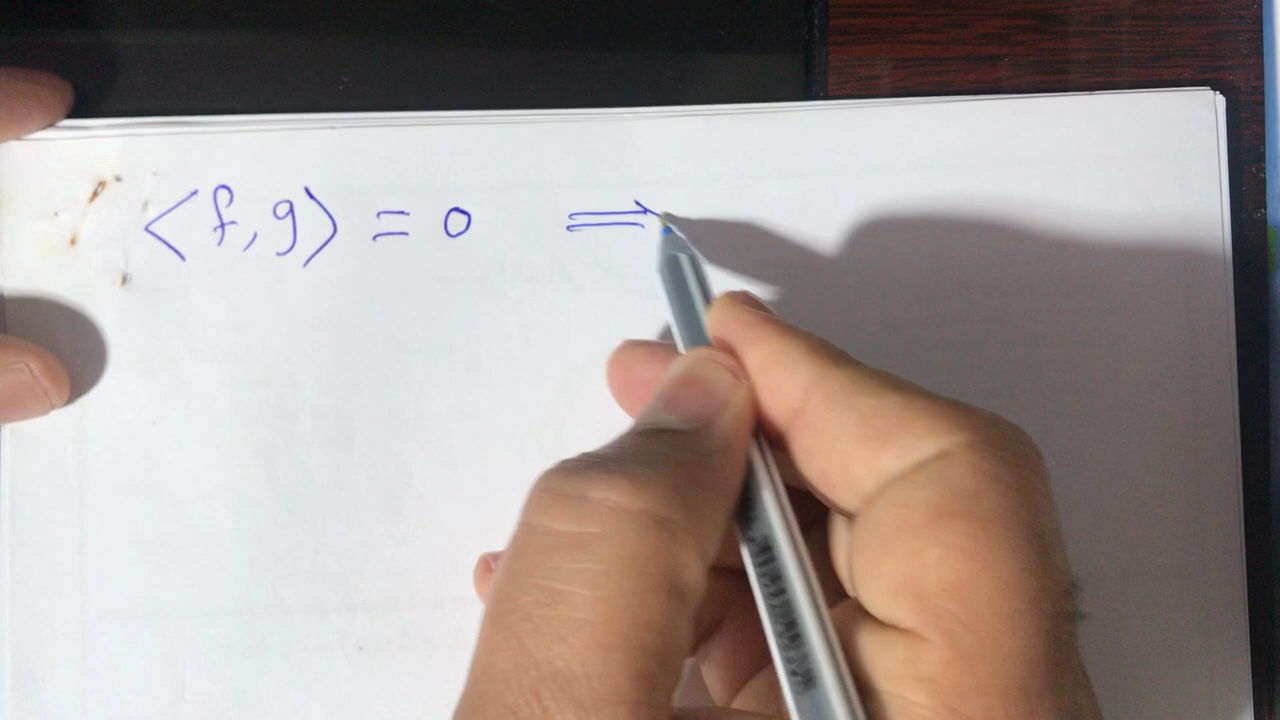 <f,g> = 0 ⟹